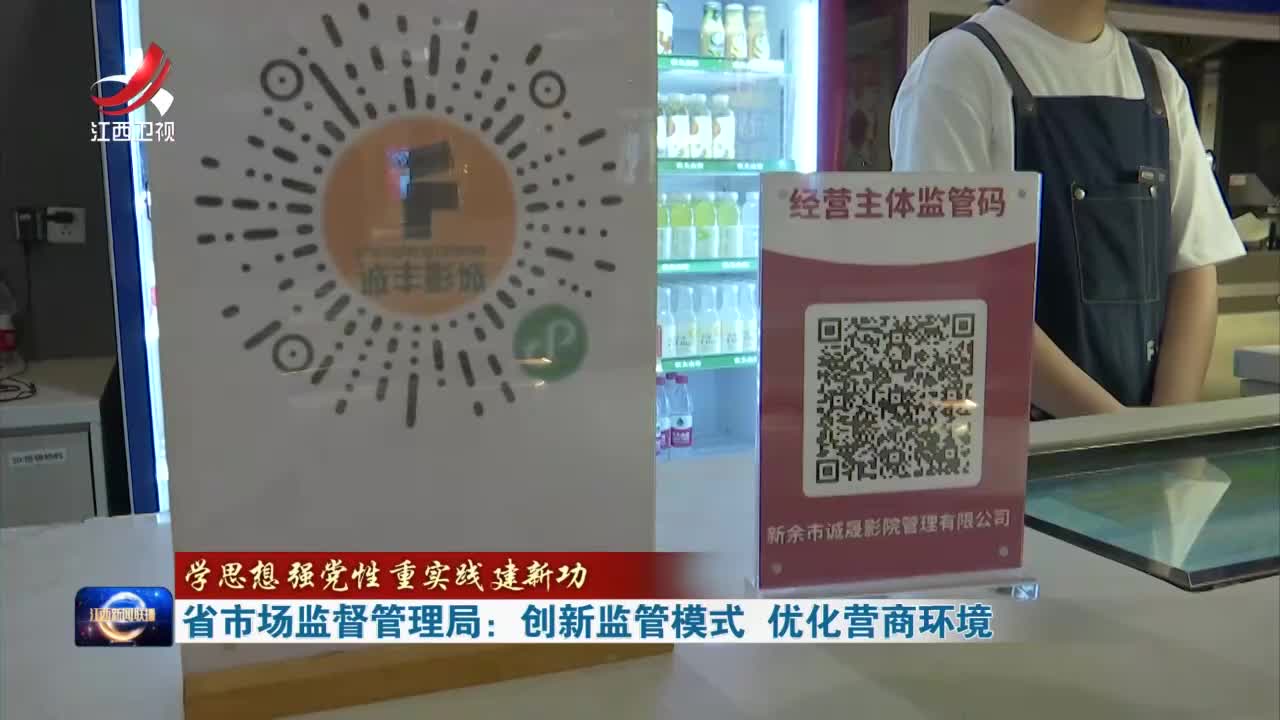 江西卫视
诚丰影城
经营主体监管码
新余市诚晟影院管理有限公司
学思想 强党性 重实践 建新功
江西新闻联播
省市场监督管理局：创新监管模式 优化营商环境